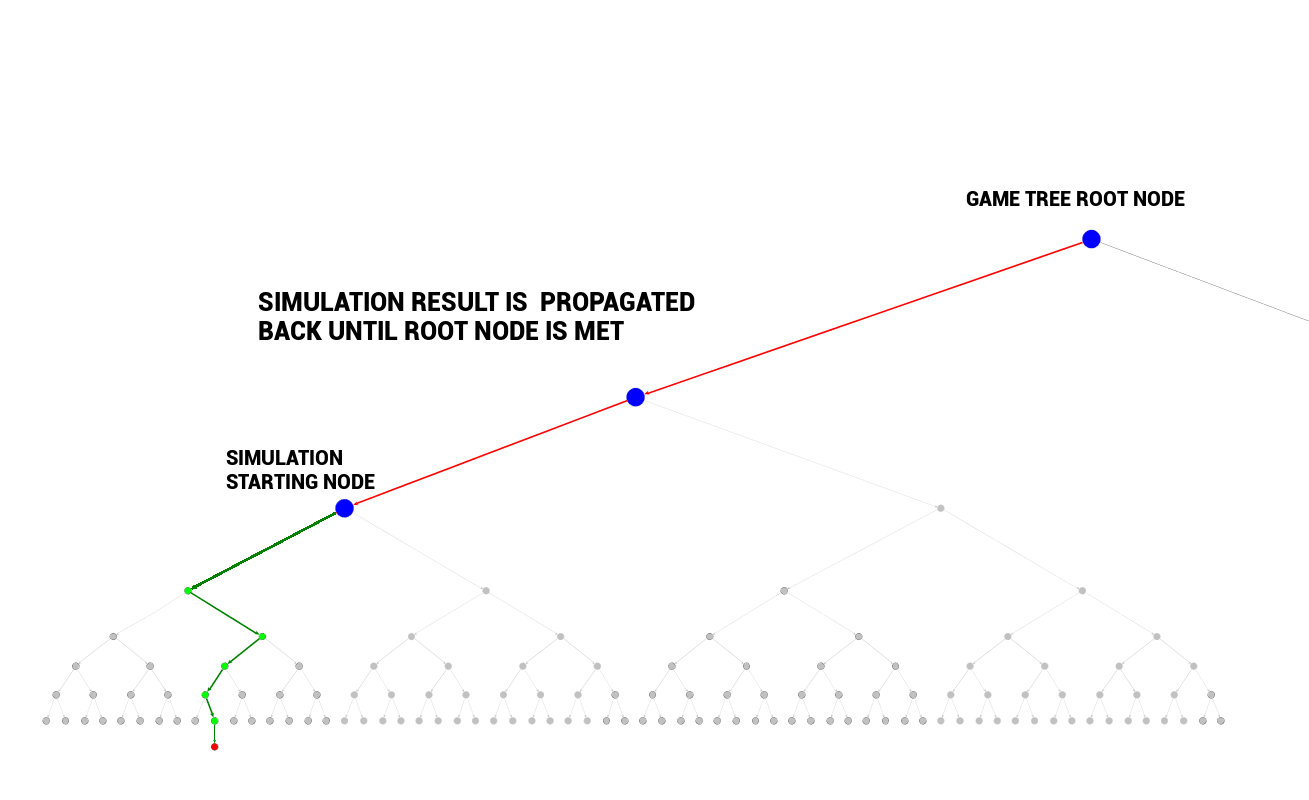 GAME TREE ROOT NODE
SIMULATION RESULT IS  PROPAGATED
BACK UNTIL ROOT NODE IS MET
SIMULATION
STARTING NODE